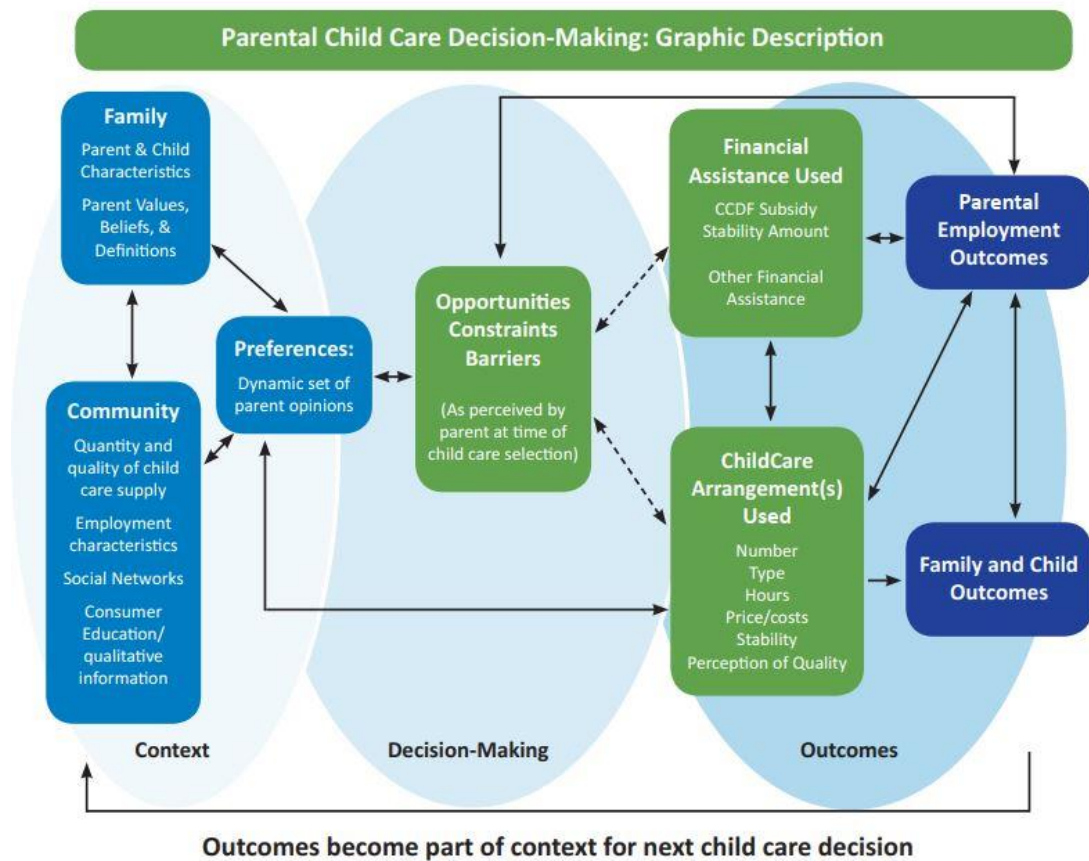 Parental Child Care Decision-Making: Graphic Description
Family
Parent & Child
Characteristics
Parent Values,
Beliefs, &
Definitions
Community
Quantity and
quality of child
care supply
Employment
characteristics
Social Networks
Consumer
Education/
qualitative
information
Preferences:
Dynamic set of
parent opinions
Opportunities
Constraints
Barriers
(As perceived by
parent at time of
child care selection)
Financial
Assistance Used
CCDF Subsidy
Stability Amount
Other Financial
Assistance
ChildCare
Arrangement(s)
Used
Number
Type
Hours
Price/costs
Stability
Perception of Quality
Parental
Employment
Outcomes
Family and Child
Outcomes
Context
Decision-Making
Outcomes
Outcomes become part of context for next child care decision